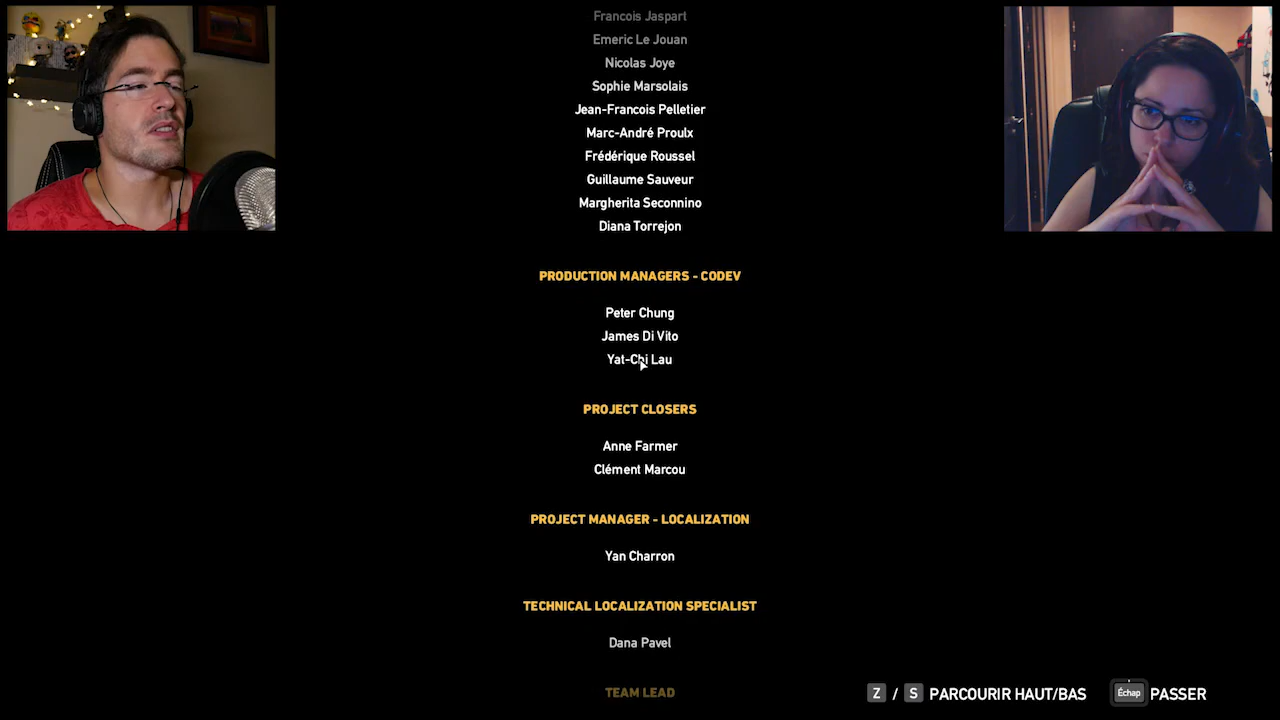 Francois Jaspart
Emeric Le Jouan
Nicolas Joye
Sophie Marsolais
Jean-Francois Pelletier
Marc-André Proulx
Frédérique Roussel
Guillaume Sauveur
Margherita Seconnino
Diana Torrejon
PRODUCTION MANAGERS - CODEV
Peter Chung
James Di Vito
Yat-Chi Lau
PROJECT CLOSERS
Anne Farmer
Clément Marcou
PROJECT MANAGER - LOCALIZATION
Yan Charron
TECHNICAL LOCALIZATION SPECIALIST
Dana Pavel
TEAM LEAD
Z / S PARCOURIR HAUT/BAS Échap PASSER